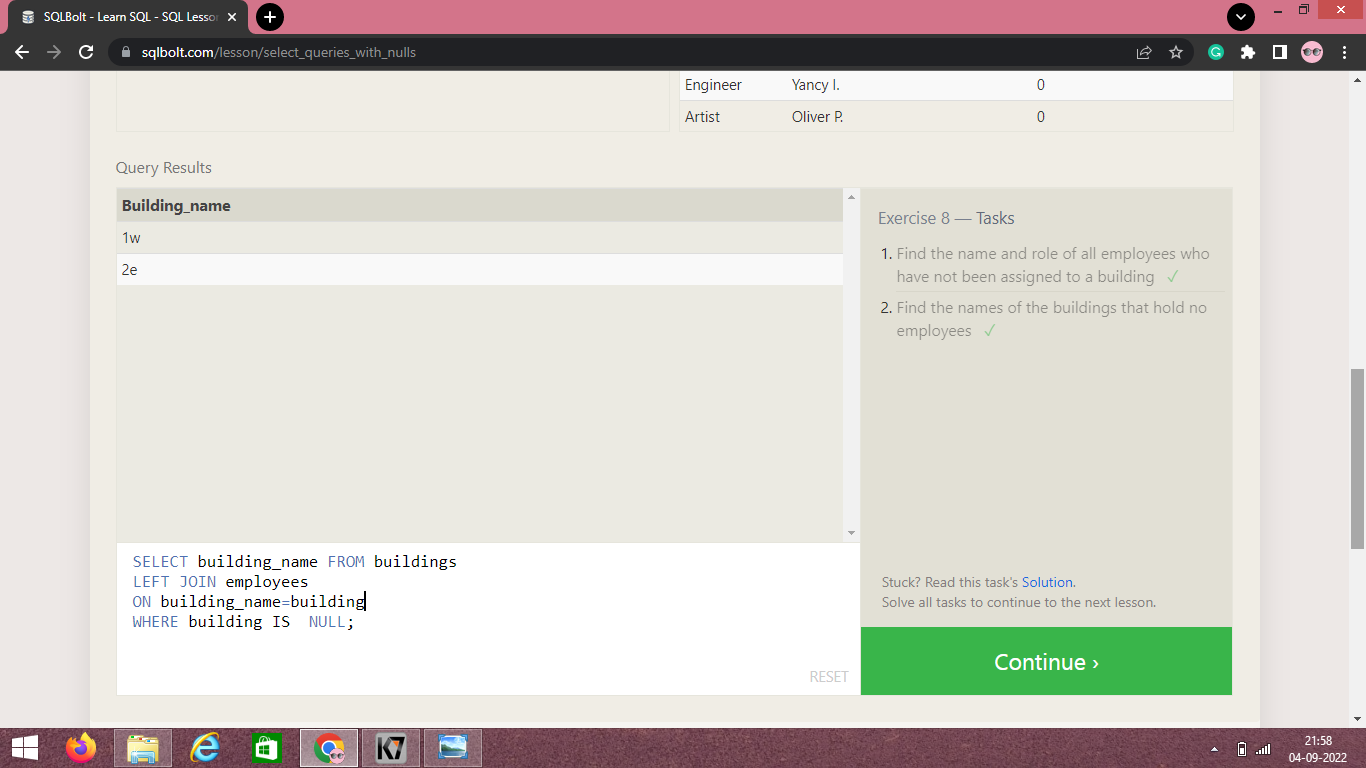 SQLBolt - Learn SQL - SQL Lesson
sqlbolt.com/lesson/select_queries_with_nulls
Engineer Yancy I. 0
Artist Oliver P. 0
Query Results
Building_name
1w
2e
Exercise 8 — Tasks
1. Find the name and role of all employees who
have not been assigned to a building ✓
2. Find the names of the buildings that hold no
employees ✓
SELECT building_name FROM buildings
LEFT JOIN employees
ON building_name=building
WHERE building IS  NULL;
RESET
Stuck? Read this task's Solution.
Solve all tasks to continue to the next lesson.
Continue ›
K7
21:58
04-09-2022